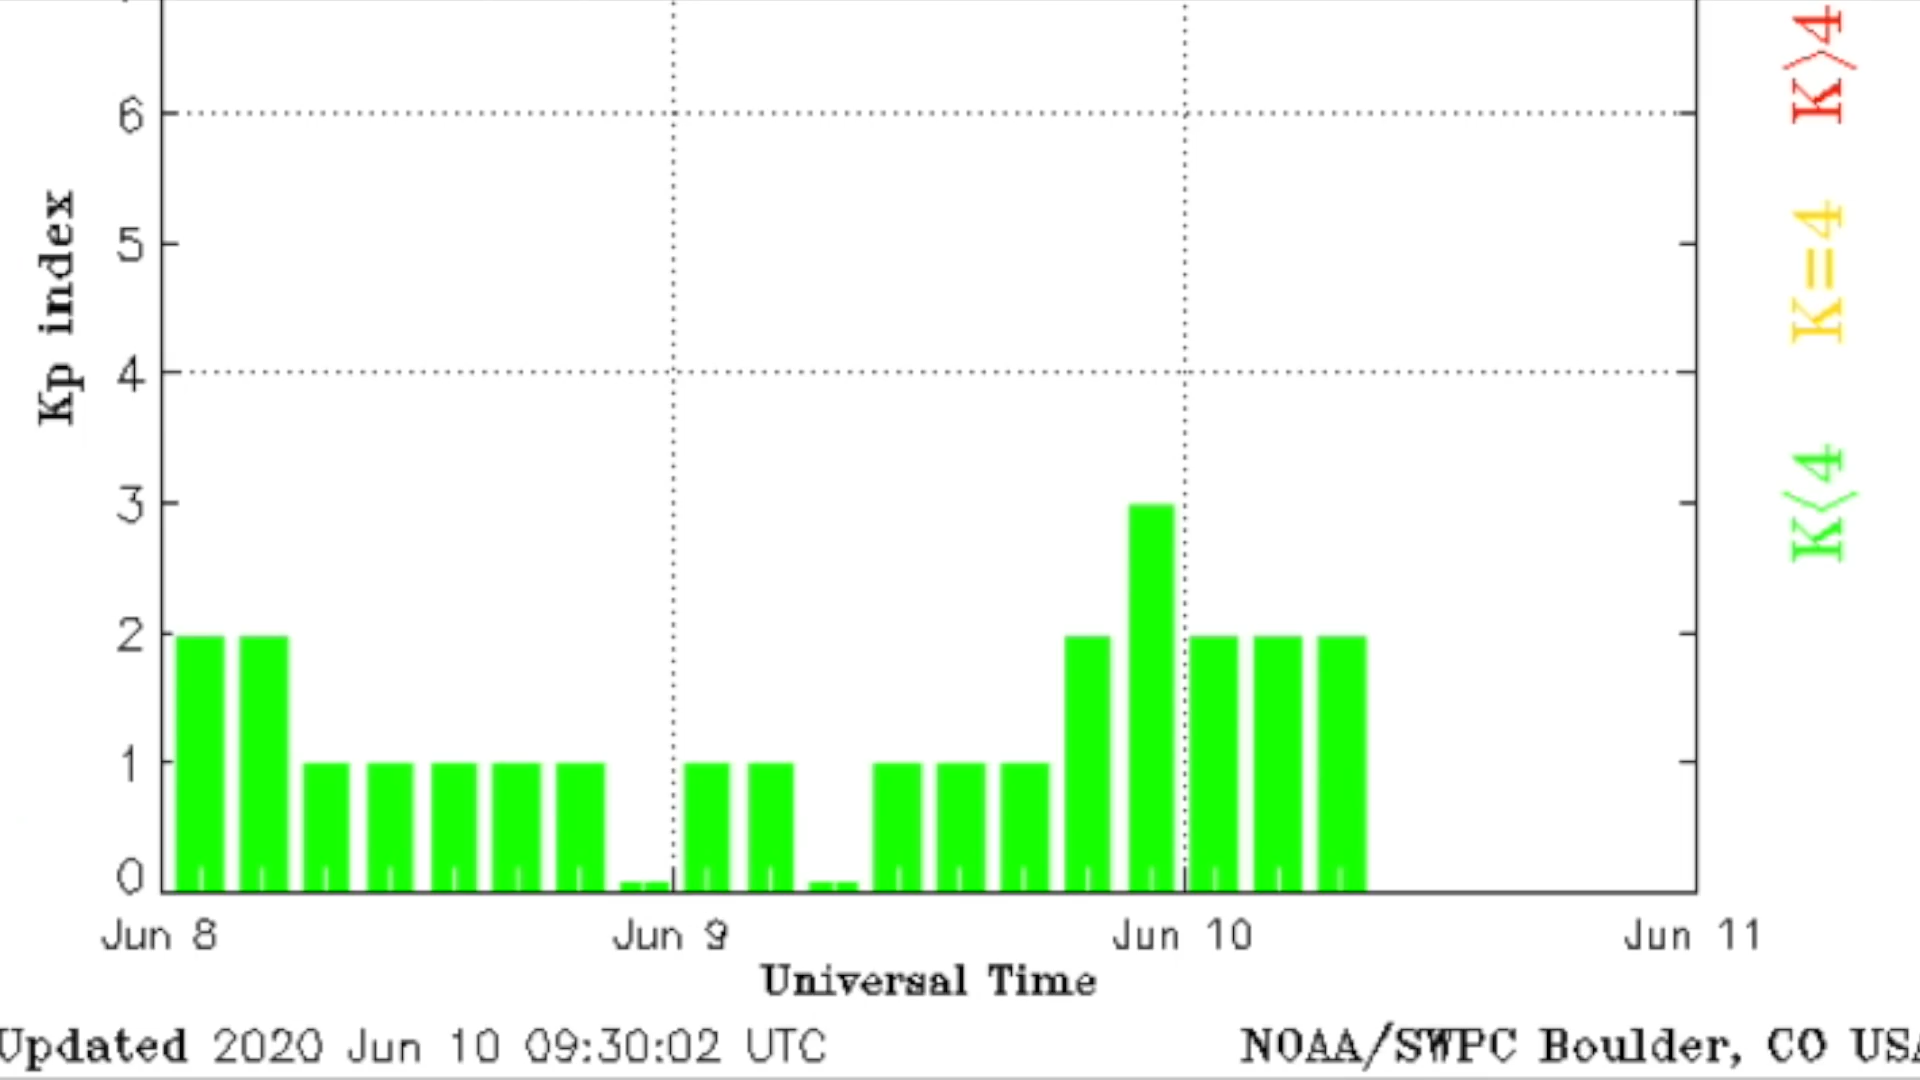 Kp index
6
5
4
3
2
1
0
K>4
K=4
K<4
Jun 8
Jun 9
Jun 10
Jun 11
Universal Time
Updated 2020 Jun 10 09:30:02 UTC
NOAA/SWPC Boulder, CO USA